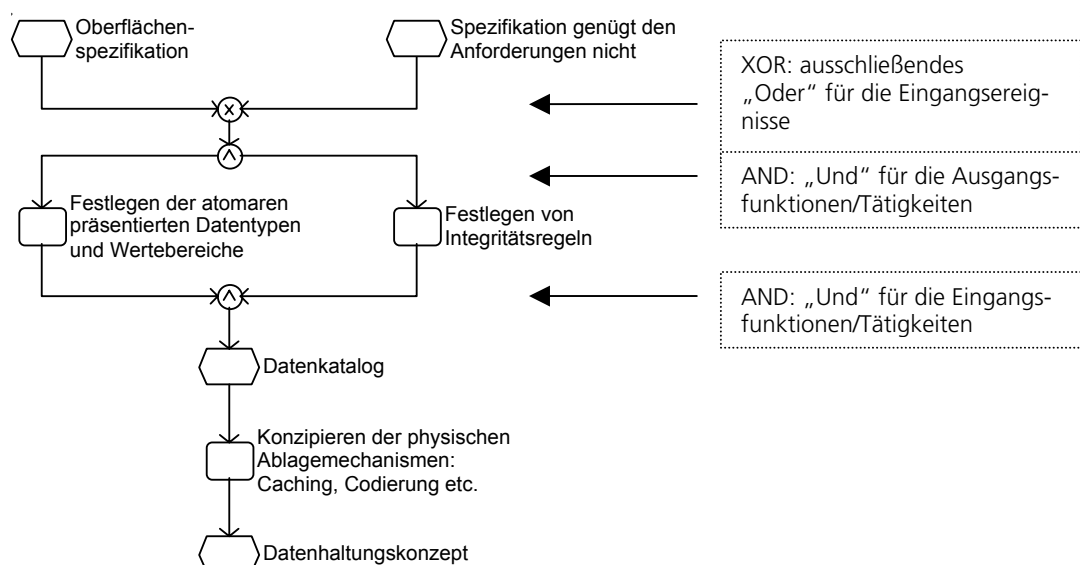 Oberflächen-
spezifikation
Spezifikation genügt den
Anforderungen nicht
XOR: ausschließendes
„Oder“ für die Eingangsereig-
nisse
X
^
AND: „Und“ für die Ausgangs-
funktionen/Tätigkeiten
Festlegen der atomaren
präsentierten Datentypen
und Wertebereiche
Festlegen von
Integritätsregeln
^
AND: „Und“ für die Eingangs-
funktionen/Tätigkeiten
Datenkatalog
Konzipieren der physischen
Ablagemechanismen:
Caching, Codierung etc.
Datenhaltungskonzept